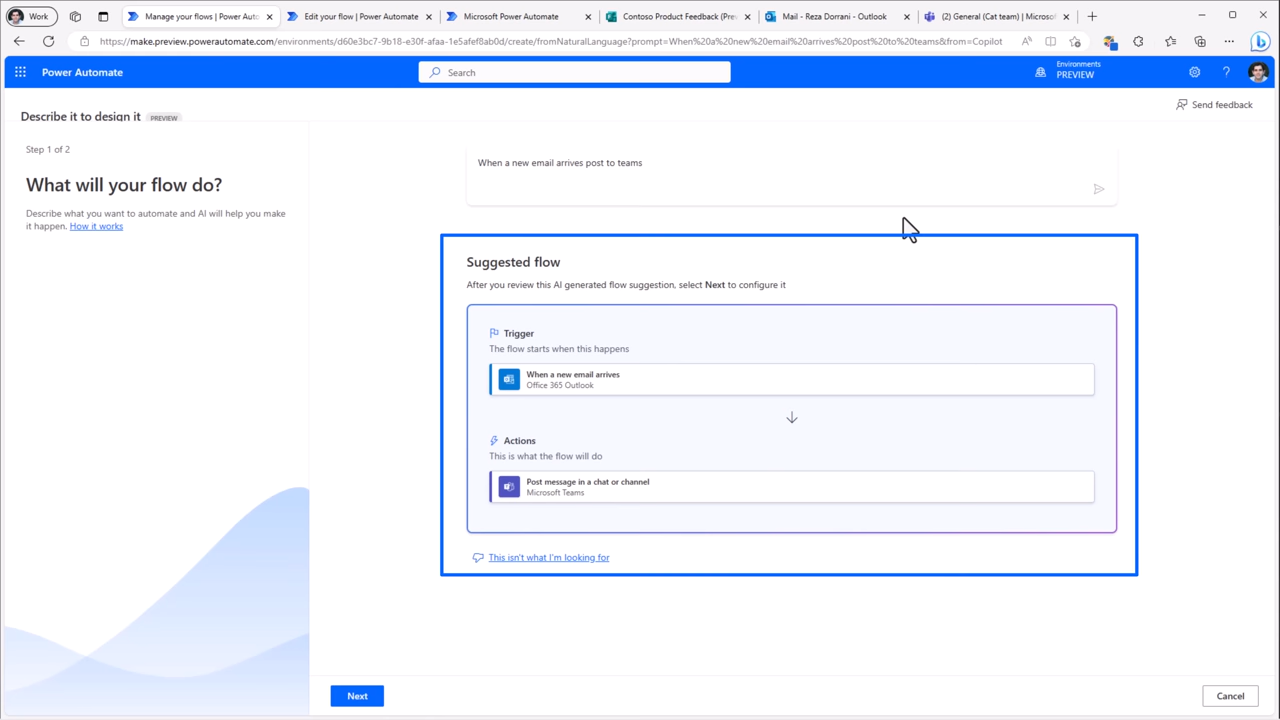 Work
Manage your flows | Power Auto
Edit your flow | Power Automate
Microsoft Power Automate
Contoso Product Feedback (Prev
Mail - Reza Dorrani - Outlook
(2) General (Cat team) | Microsof
https://make.preview.powerautomate.com/environments/d60e3bc7-9b18-e30f-afaa-1e5afef8ab0d/create/fromNaturalLanguage?prompt=When%20a%20new%20email%20arrives%20post%20to%20teams&from=Copilot
Power Automate
Search
Environments
PREVIEW
Describe it to design it PREVIEW
Send feedback
Step 1 of 2
What will your flow do?
Describe what you want to automate and AI will help you make
it happen. How it works
When a new email arrives post to teams
Suggested flow
After you review this AI generated flow suggestion, select Next to configure it
Trigger
The flow starts when this happens
When a new email arrives
Office 365 Outlook
Actions
This is what the flow will do
Post message in a chat or channel
Microsoft Teams
This isn't what I'm looking for
Next
Cancel